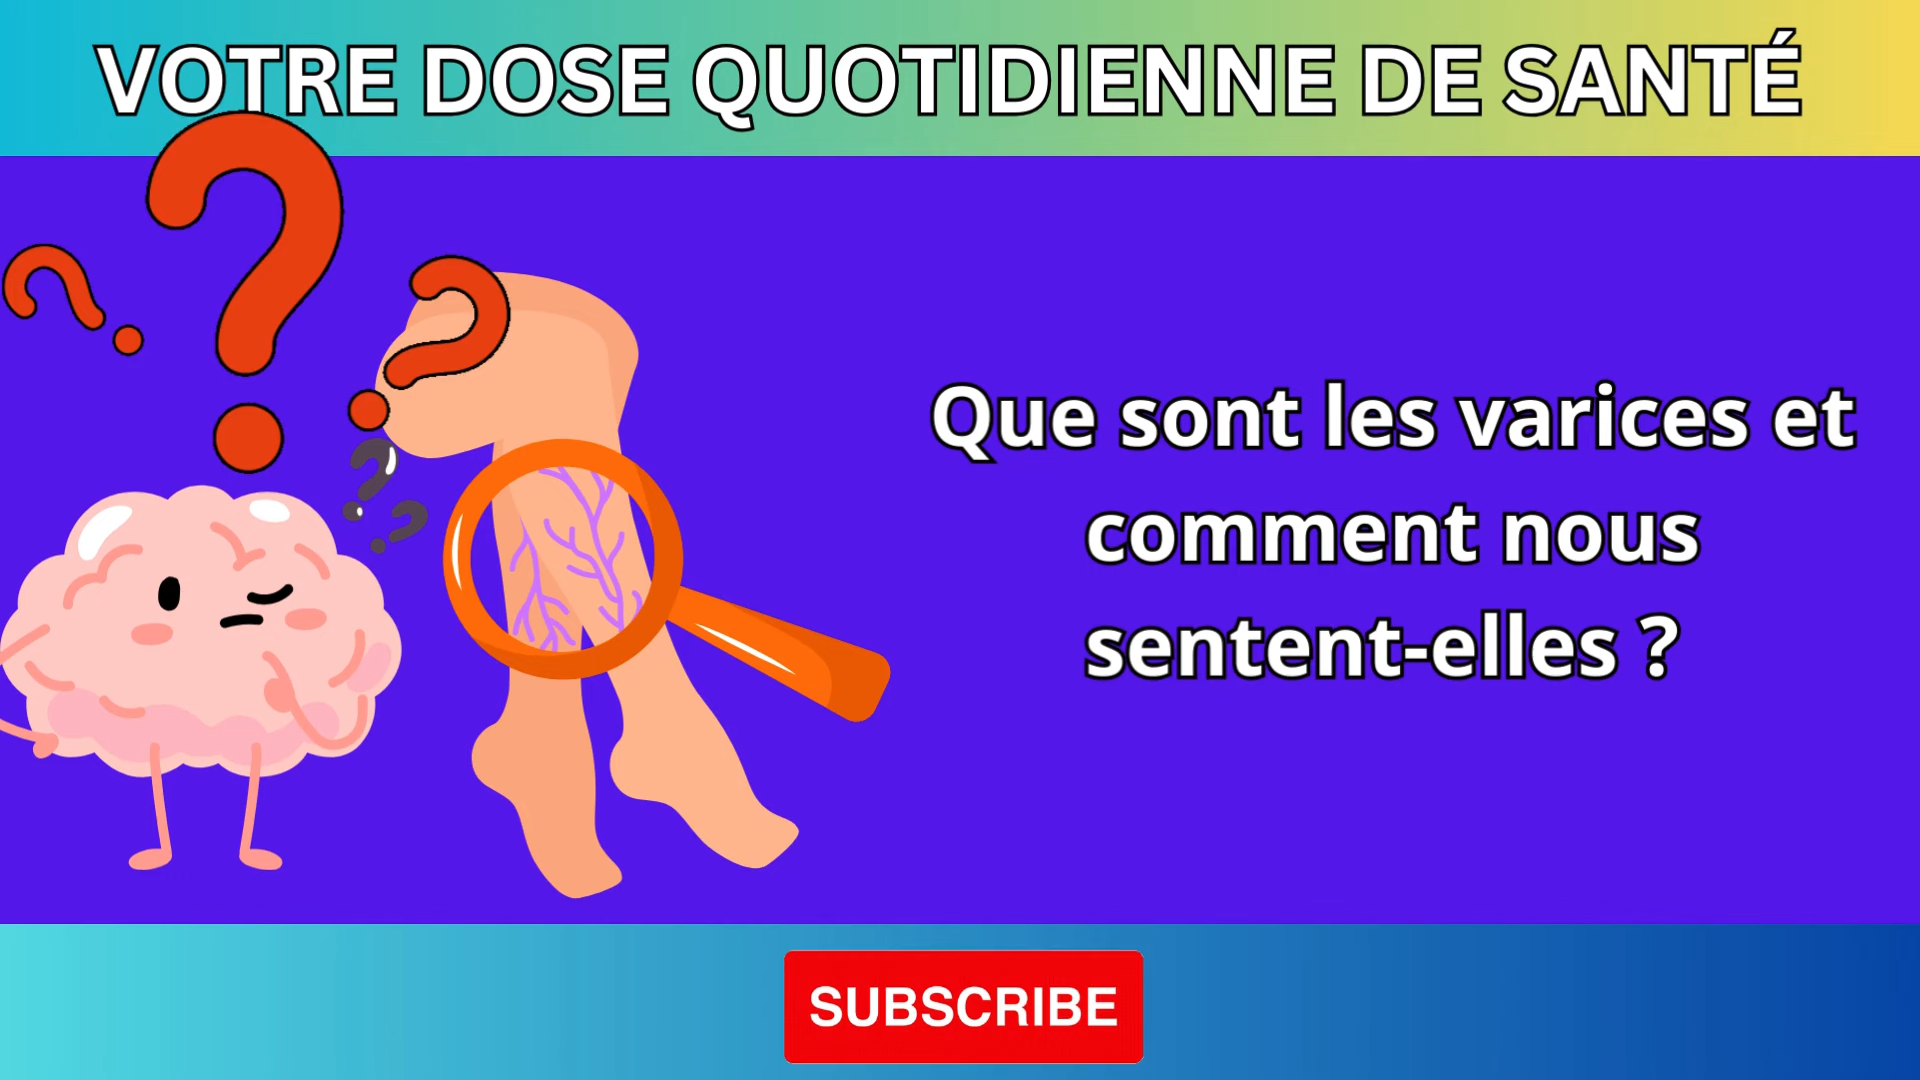 VOTRE DOSE QUOTIDIENNE DE SANTÉ
Que sont les varices et
comment nous
sentent-elles ?
SUBSCRIBE